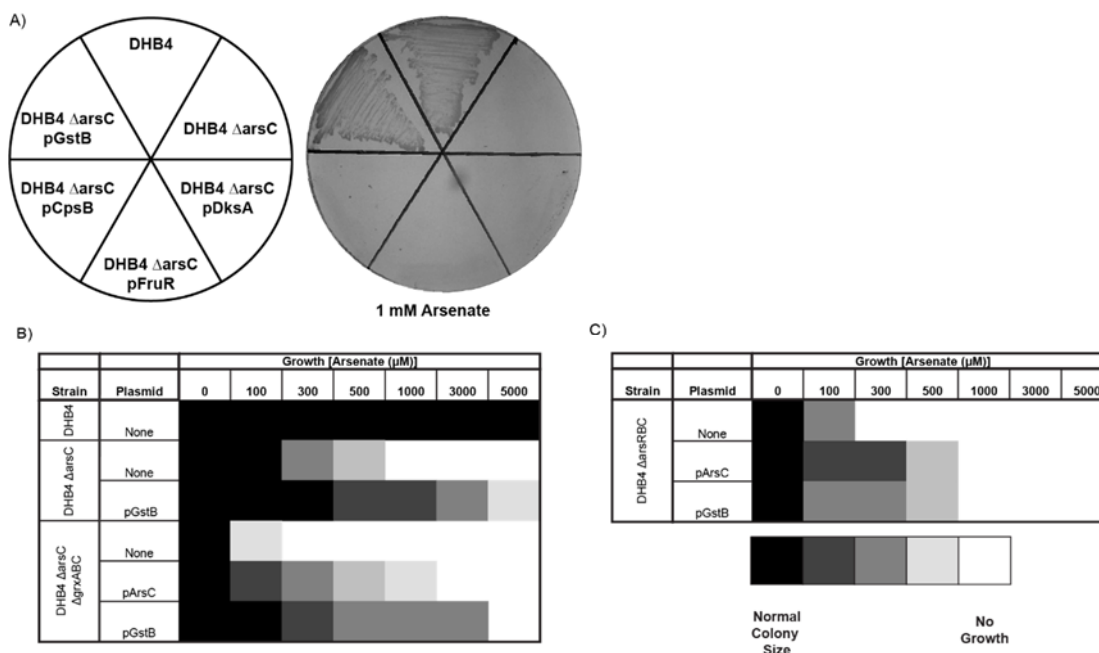 A)
DHB4
DHB4 ΔarsC
pGstB
DHB4 ΔarsC
DHB4 ΔarsC
pCpsB
DHB4 ΔarsC
pDksA
DHB4 ΔarsC
pFruR
1 mM Arsenate
B)
Growth [Arsenate (µM)]
Strain Plasmid 0 100 300 500 1000 3000 5000
DHB4
None
DHB4 ΔarsC
None
pGstB
DHB4 ΔarsC
ΔgrxABC
None
pArsC
pGstB
C)
Growth [Arsenate (µM)]
Strain Plasmid 0 100 300 500 1000 3000 5000
DHB4 ΔarsRBC
None
pArsC
pGstB
Normal
Colony
Size
No
Growth